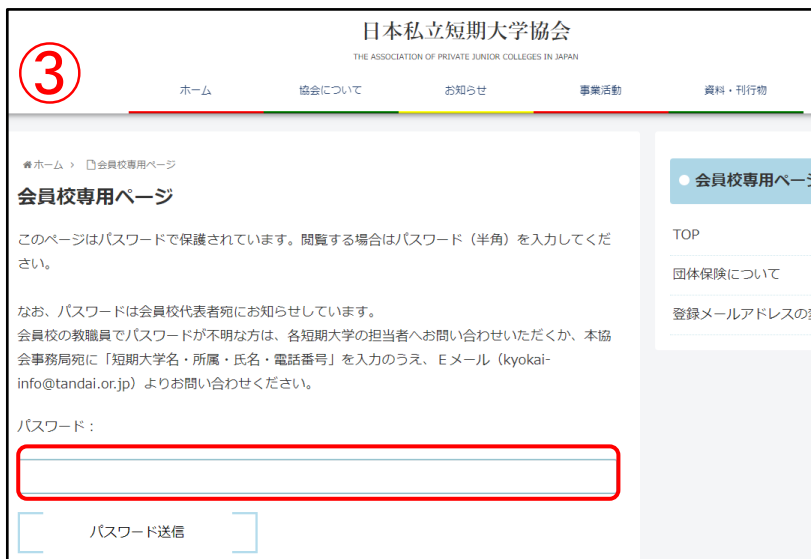 日本私立短期大学協会
THE ASSOCIATION OF PRIVATE JUNIOR COLLEGES IN JAPAN
③
ホーム
協会について
お知らせ
事業活動
資料・刊行物
ホーム > 会員校専用ページ
会員校専用ページ
このページはパスワードで保護されています。閲覧する場合はパスワード（半角）を入力してくだ
さい。
なお、パスワードは会員校代表者宛にお知らせしています。
会員校の教職員でパスワードが不明な方は、各短期大学の担当者へお問い合わせいただくか、本協
会事務局宛に「短期大学名・所属・氏名・電話番号」を入力のうえ、Ｅメール（kyokai-
info@tandai.or.jp）よりお問い合わせください。
パスワード：
パスワード送信
会員校専用ペー
TOP
団体保険について
登録メールアドレスの